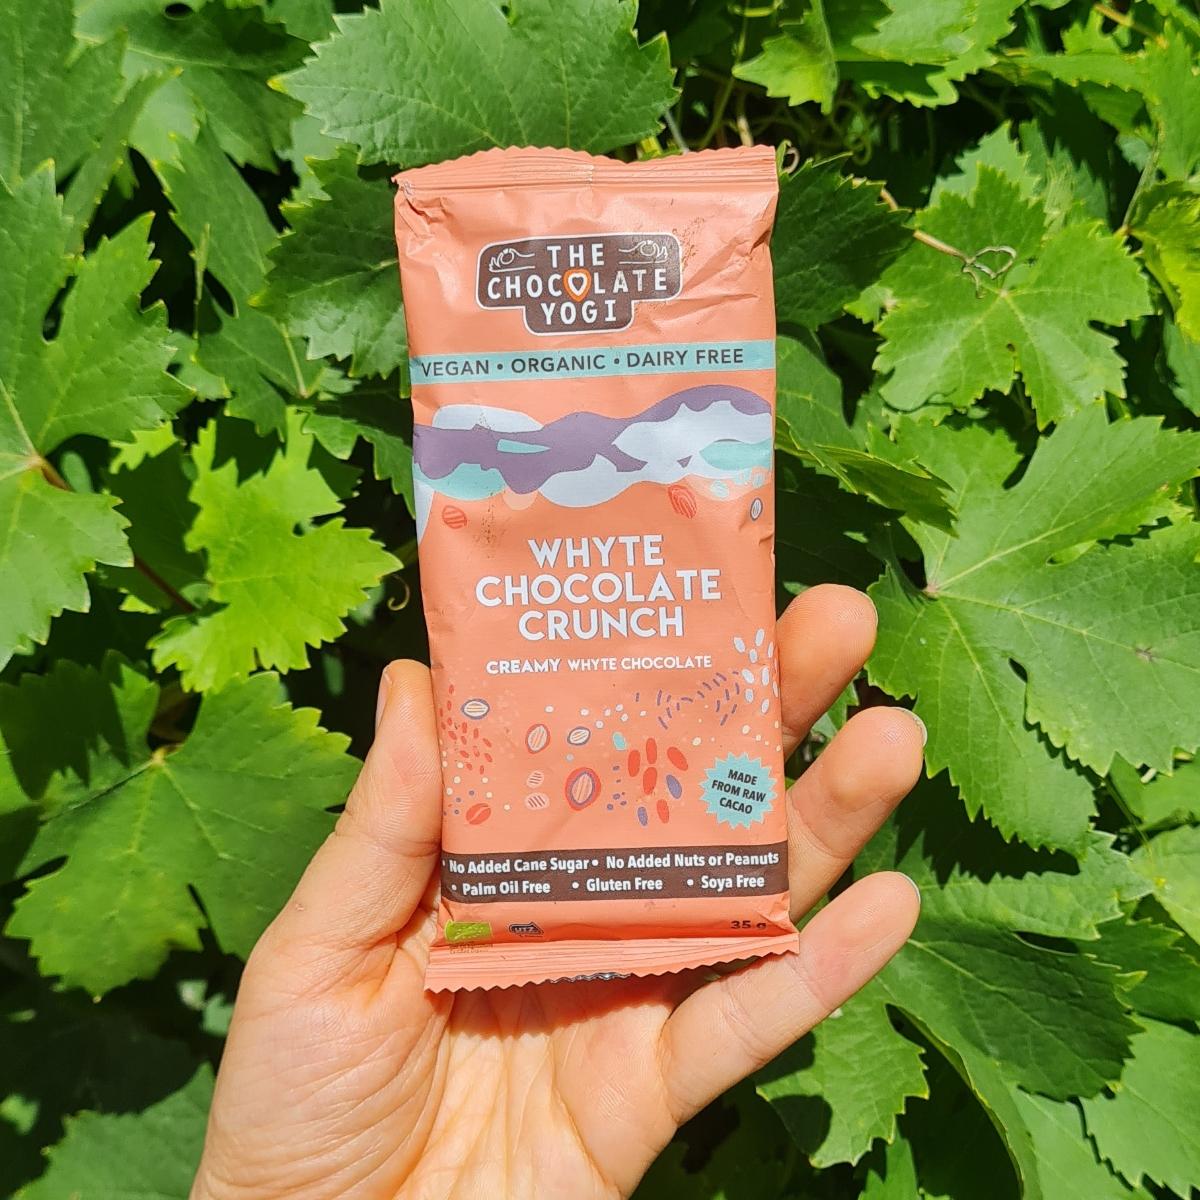 THE
CHOCOLATE
YOGI
VEGAN • ORGANIC • DAIRY FREE
WHYTE
CHOCOLATE
CRUNCH
CREAMY WHYTE CHOCOLATE
MADE
FROM RAW
CACAO
• No Added Cane Sugar • No Added Nuts or Peanuts
• Palm Oil Free • Gluten Free • Soya Free
UTZ
35 g